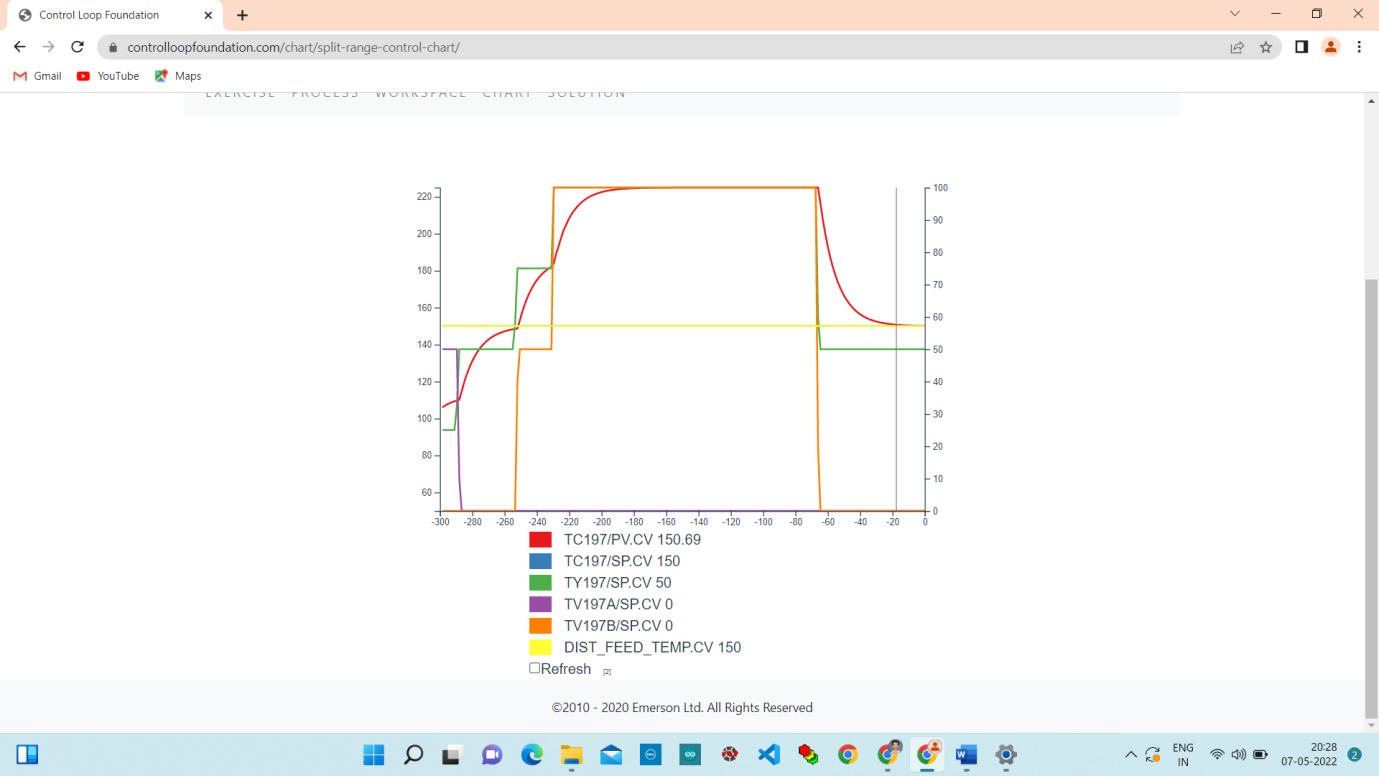 Control Loop Foundation
controlloopfoundation.com/chart/split-range-control-chart/
Gmail YouTube Maps
EXERCISE PROCESS WORKSPACE CHART SOLUTION
220
200
180
160
140
120
100
80
60
100
90
80
70
60
50
40
30
20
10
0
-300 -280 -260 -240 -220 -200 -180 -160 -140 -120 -100 -80 -60 -40 -20 0
TC197/PV.CV 150.69
TC197/SP.CV 150
TY197/SP.CV 50
TV197A/SP.CV 0
TV197B/SP.CV 0
DIST_FEED_TEMP.CV 150
Refresh [2]
©2010 - 2020 Emerson Ltd. All Rights Reserved
ENG
IN
20:28
07-05-2022
2